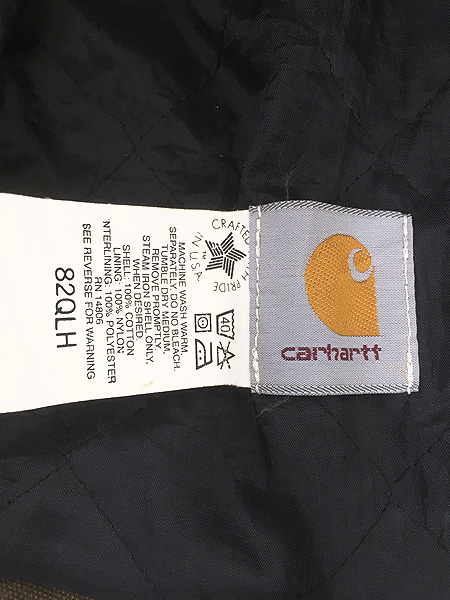 CRAFTED WITH PRIDE
IN U.S.A.
MACHINE WASH WARM,
SEPARATELY. DO NO BLEACH.
TUMBLE DRY MEDIUM.
REMOVE PROMPTLY.
STEAM IRON SHELL ONLY.
WHEN DESIRED.
SHELL: 100% COTTON
LINING: 100% NYLON
INTERLINING: 100% POLYESTER
RN 14806
SEE REVERSE FOR WARNING
82QLH
40
carhartt